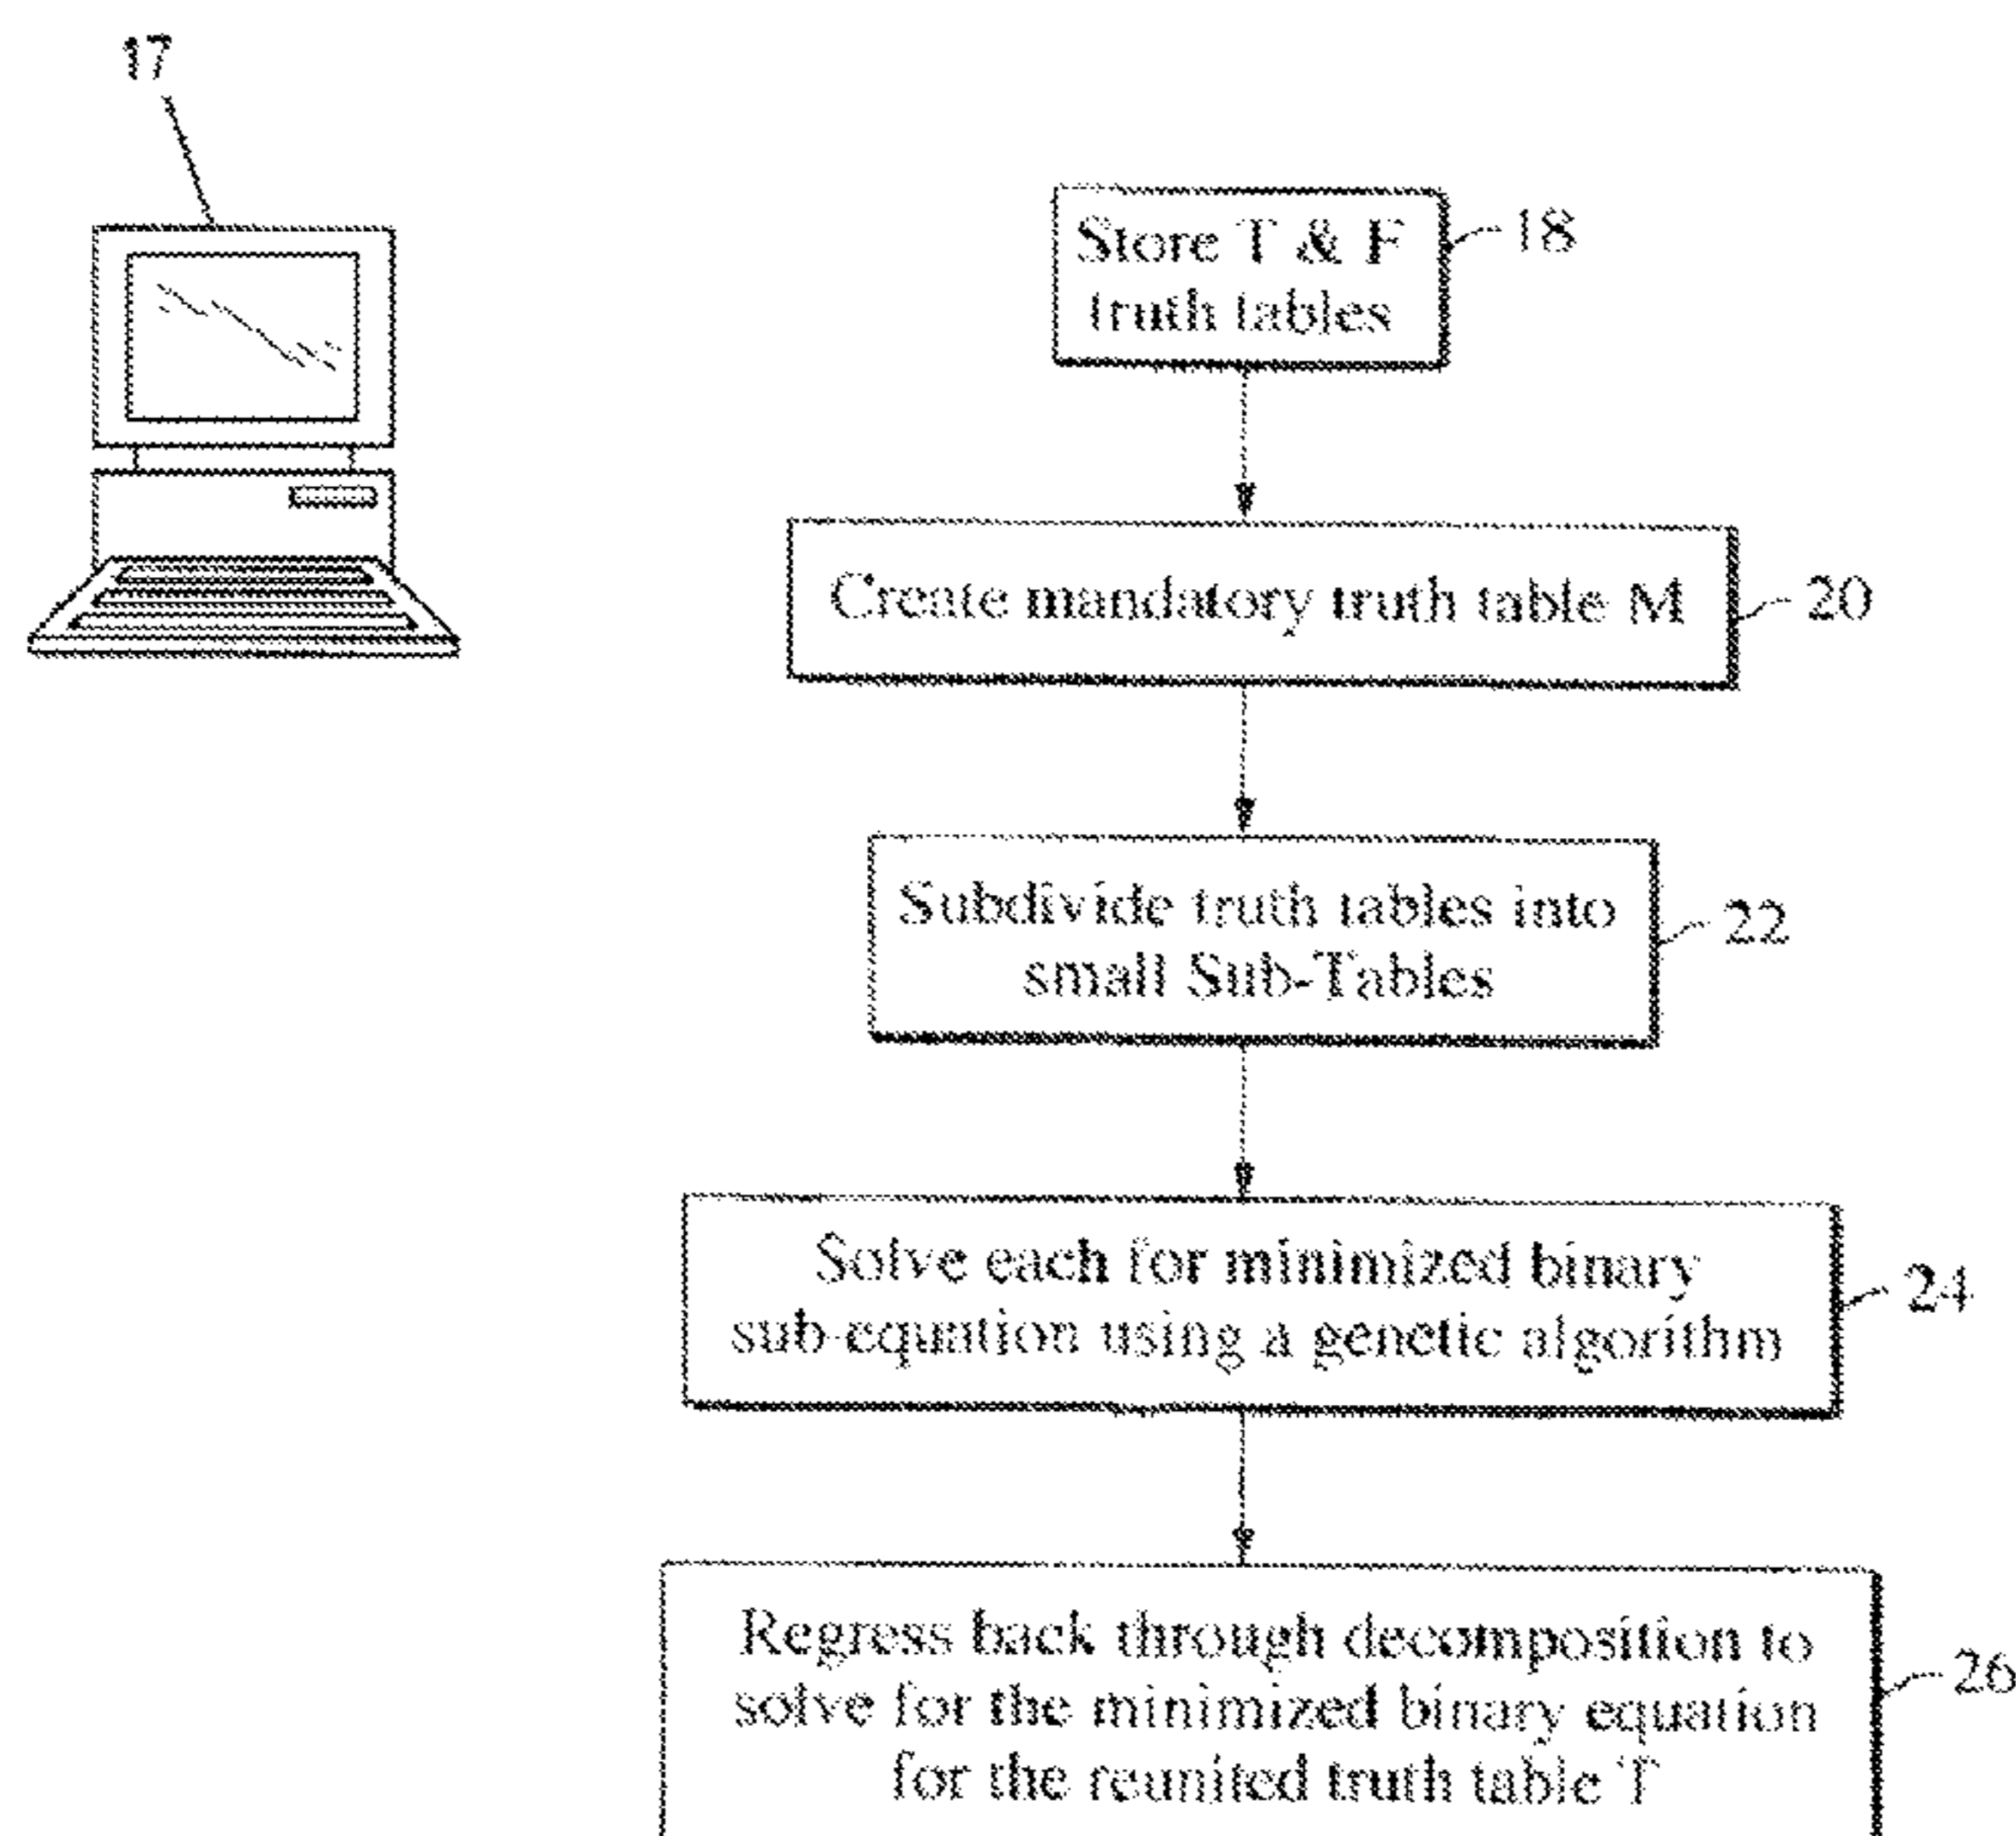 17
Store T & F
truth tables
18
Create mandatory truth table M
20
Subdivide truth tables into
small Sub-Tables
22
Solve each for minimized binary
sub-equation using a genetic algorithm
24
Regress back through decomposition to
solve for the minimized binary equation
for the reunited truth table T
26